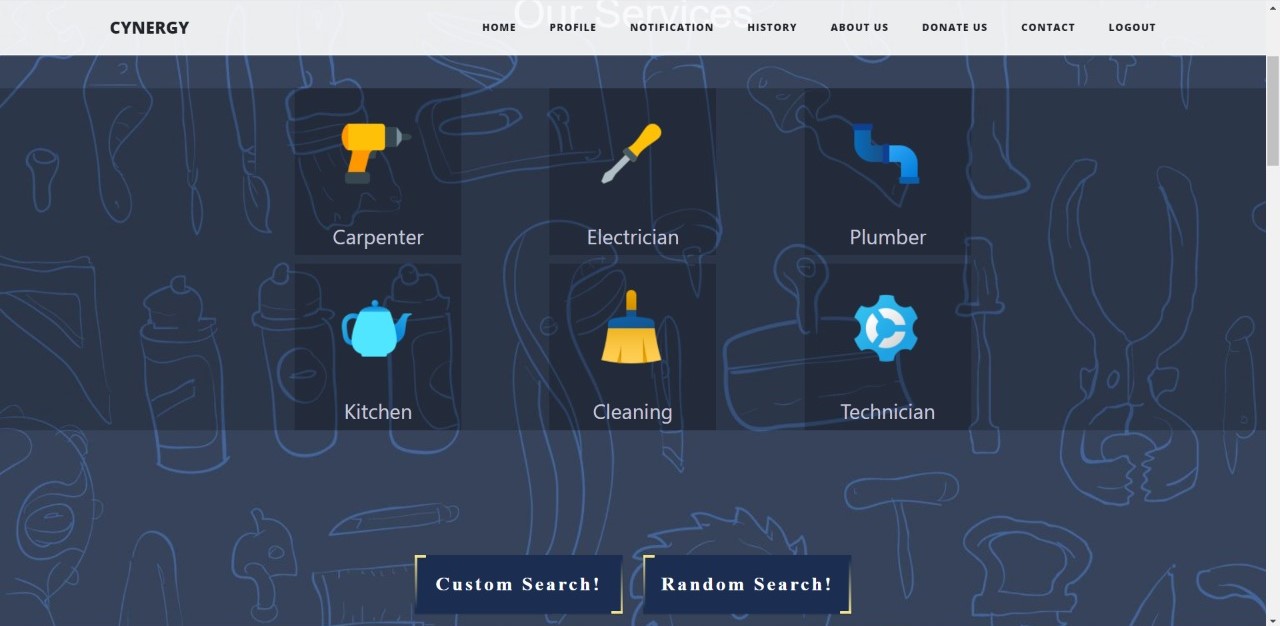 Our Services
CYNERGY
HOME PROFILE NOTIFICATION HISTORY ABOUT US DONATE US CONTACT LOGOUT
Carpenter Electrician Plumber
Kitchen Cleaning Technician
Custom Search! Random Search!